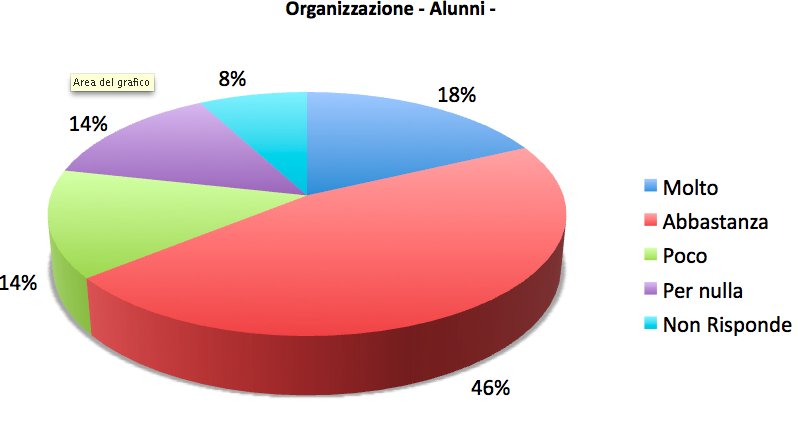 Organizzazione - Alunni -
8%
Area del grafico
18%
14%
Molto
Abbastanza
Poco
14%
Per nulla
Non Risponde
46%